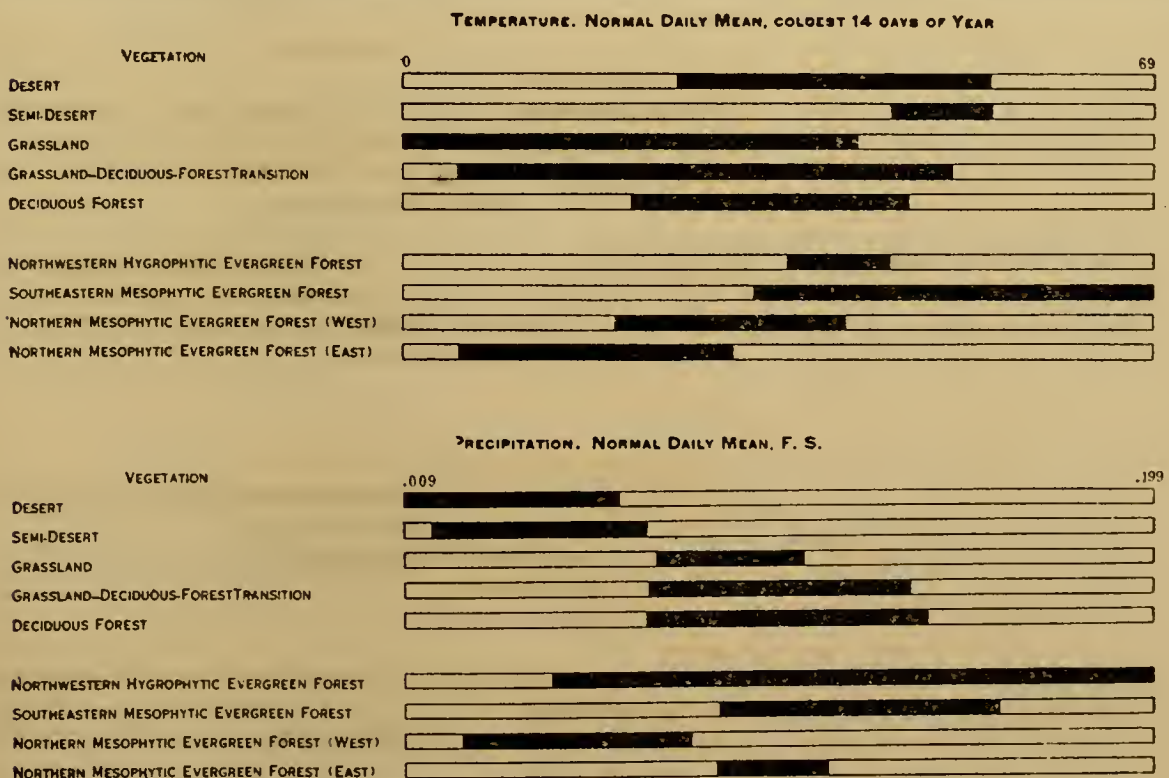 TEMPERATURE. NORMAL DAILY MEAN, COLDEST 14 DAYS OF YEAR
VEGETATION
0 69
DESERT
SEMI-DESERT
GRASSLAND
GRASSLAND-DECIDUOUS-FOREST TRANSITION
DECIDUOUS FOREST
NORTHWESTERN HYGROPHYTIC EVERGREEN FOREST
SOUTHEASTERN MESOPHYTIC EVERGREEN FOREST
NORTHERN MESOPHYTIC EVERGREEN FOREST (WEST)
NORTHERN MESOPHYTIC EVERGREEN FOREST (EAST)
PRECIPITATION. NORMAL DAILY MEAN, F. S.
VEGETATION
.009 .199
DESERT
SEMI-DESERT
GRASSLAND
GRASSLAND-DECIDUOUS-FOREST TRANSITION
DECIDUOUS FOREST
NORTHWESTERN HYGROPHYTIC EVERGREEN FOREST
SOUTHEASTERN MESOPHYTIC EVERGREEN FOREST
NORTHERN MESOPHYTIC EVERGREEN FOREST (WEST)
NORTHERN MESOPHYTIC EVERGREEN FOREST (EAST)